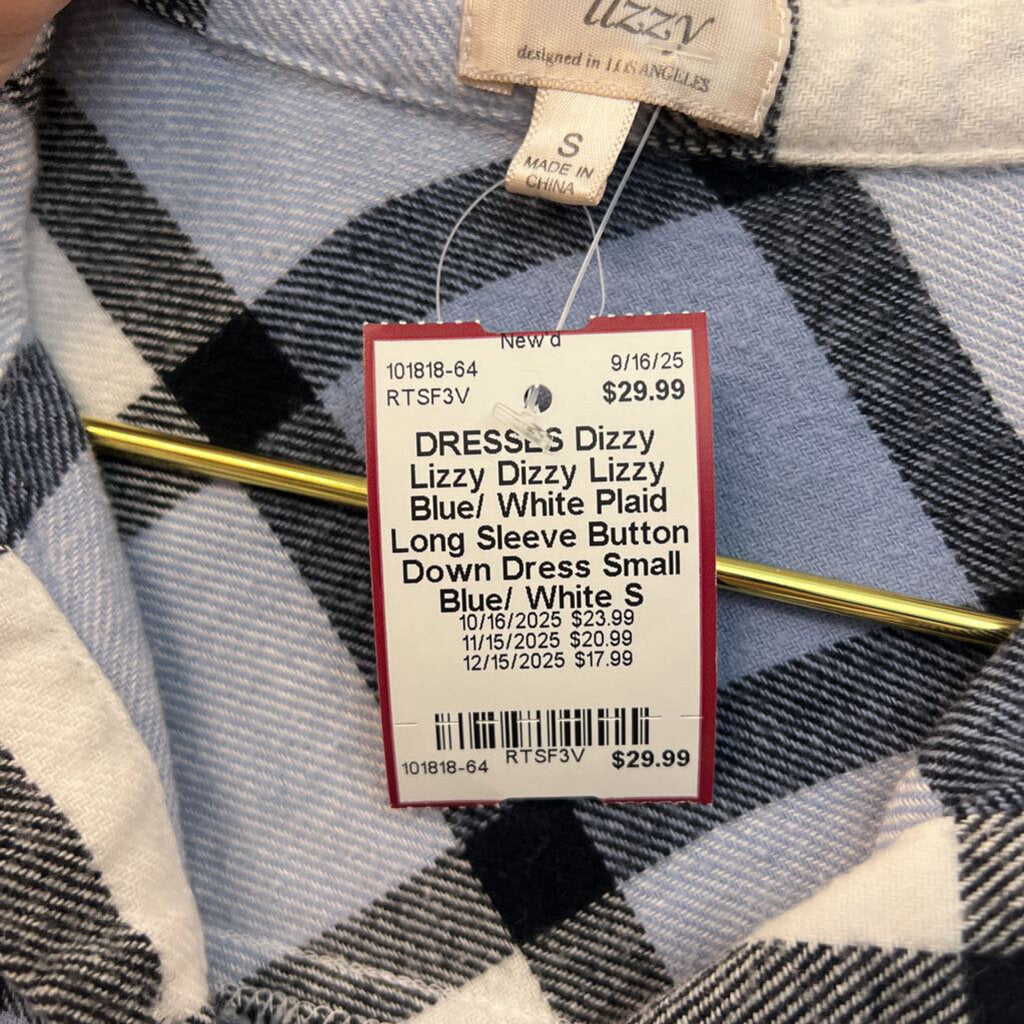 izzy
designed in LOS ANGELES
S
MADE IN
CHINA
New'd
101818-64 9/16/25
RTSF3V $29.99
DRESSES Dizzy
Lizzy Dizzy Lizzy
Blue/ White Plaid
Long Sleeve Button
Down Dress Small
Blue/ White S
10/16/2025 $23.99
11/15/2025 $20.99
12/15/2025 $17.99
101818-64 RTSF3V $29.99